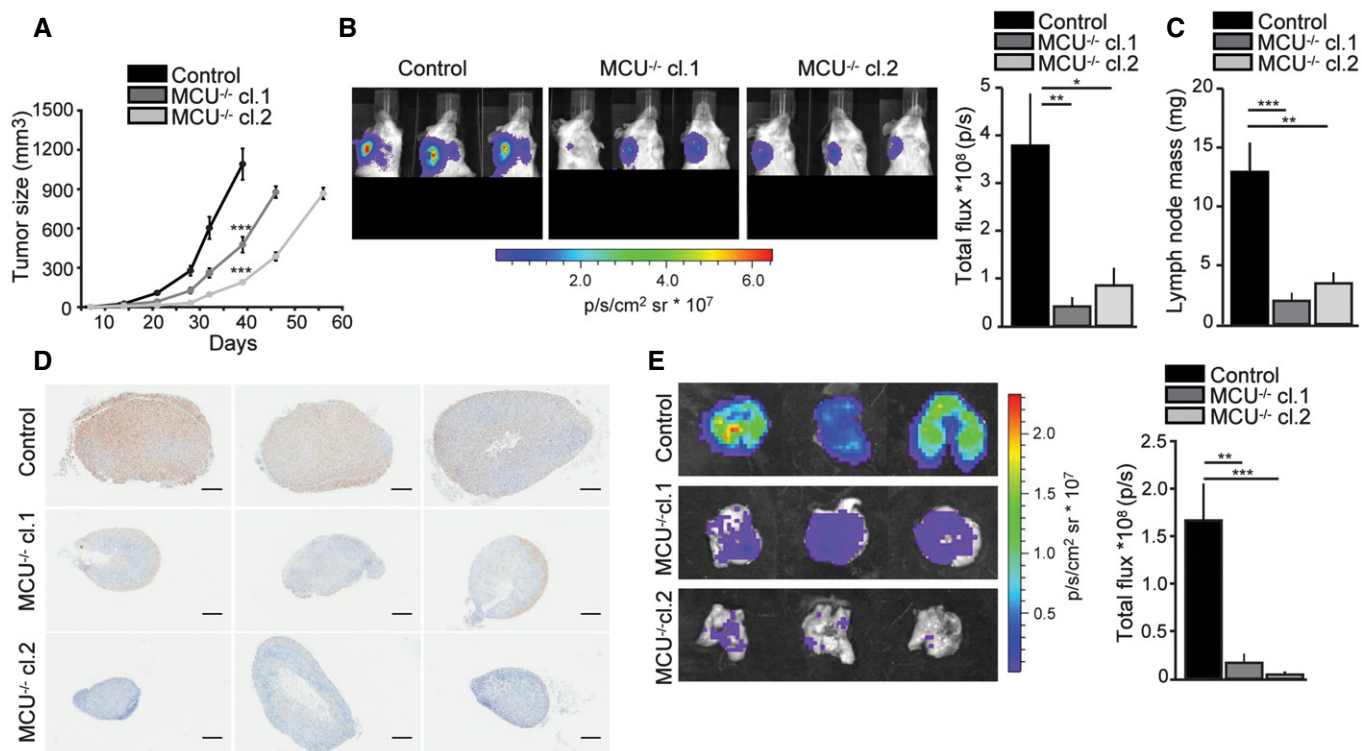 A
Control
MCU-/- cl.1
MCU-/- cl.2
Tumor size (mm3)
1500
1200
900
600
300
0
***
***
10 20 30 40 50 60
Days
B
Control MCU-/- cl.1 MCU-/- cl.2
2.0 4.0 6.0
p/s/cm² sr * 10⁷
Control
MCU-/- cl.1
MCU-/- cl.2
Total flux *10⁸ (p/s)
5
4
3
2
1
0
*
**
C
Control
MCU-/- cl.1
MCU-/- cl.2
Lymph node mass (mg)
20
15
10
5
0
***
**
D
Control
MCU-/- cl.1
MCU-/- cl.2
E
Control
MCU-/- cl.1
MCU-/-cl.2
2.0
1.5
1.0
0.5
p/s/cm² sr * 10⁷
Control
MCU-/- cl.1
MCU-/- cl.2
Total flux *10⁸ (p/s)
2.5
2.0
1.5
1.0
0.5
0
**
***